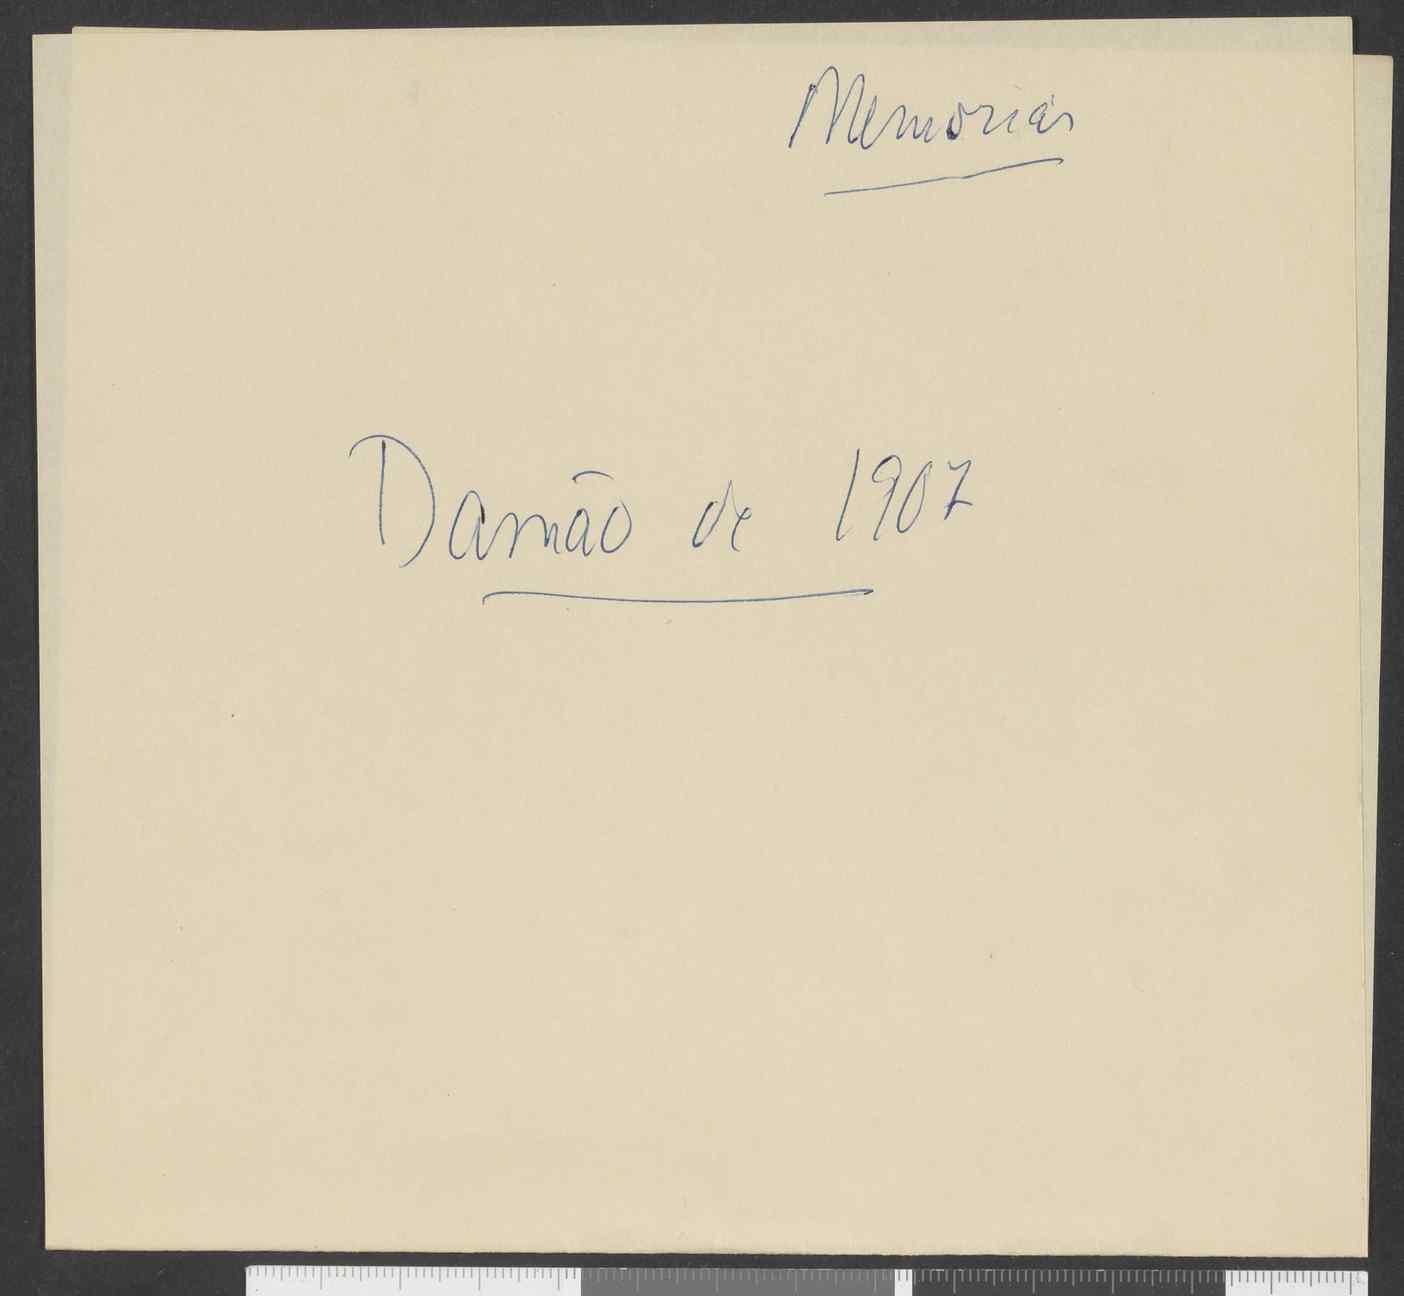 Memorias
Damão de 1907